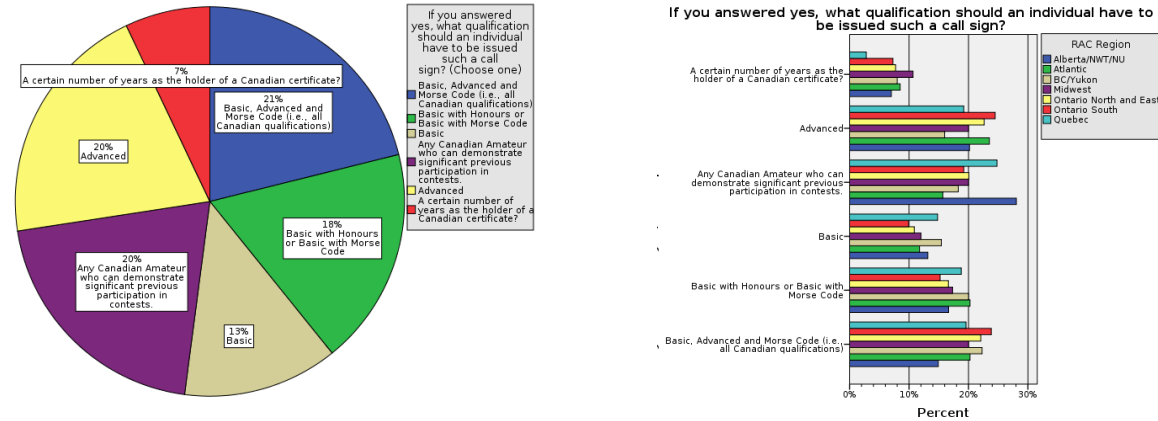 If you answered
yes, what qualification
should an individual
have to be issued
such a call
sign? (Choose one)
Basic, Advanced and
Morse Code (i.e., all
Canadian qualifications)
Basic with Honours or
Basic with Morse Code
Basic
Any Canadian Amateur
who can demonstrate
significant previous
participation in
contests.
Advanced
A certain number of
years as the holder of a
Canadian certificate?
7%
A certain number of years as the holder of a Canadian certificate?
21%
Basic, Advanced and
Morse Code (i.e., all
Canadian qualifications)
20%
Advanced
18%
Basic with Honours
or Basic with Morse
Code
20%
Any Canadian Amateur
who can demonstrate
significant previous
participation in
contests.
13%
Basic
If you answered yes, what qualification should an individual have to
be issued such a call sign?
RAC Region
Alberta/NWT/NU
Atlantic
BC/Yukon
Midwest
Ontario North and East
Ontario South
Quebec
A certain number of years as the
holder of a Canadian certificate?
Advanced
Any Canadian Amateur who can
demonstrate significant previous
participation in contests.
Basic
Basic with Honours or Basic with
Morse Code
Basic, Advanced and Morse Code (i.e.,
all Canadian qualifications)
0% 10% 20% 30%
Percent